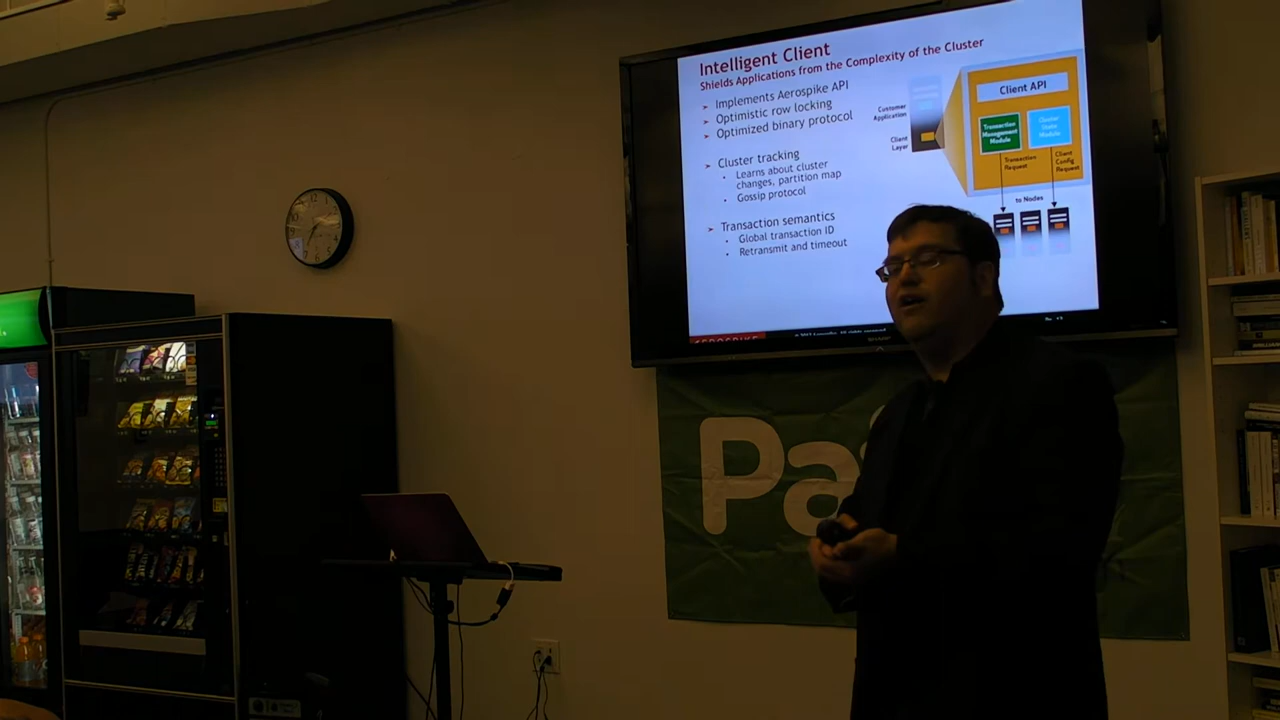 Intelligent Client
Shields Applications from the Complexity of the Cluster
➢ Implements Aerospike API
➢ Optimistic row locking
➢ Optimized binary protocol
➢ Cluster tracking
• Learns about cluster
changes, partition map
• Gossip protocol
➢ Transaction semantics
• Global transaction ID
• Retransmit and timeout
Customer
Application
Client
Layer
Client API
Transaction
Management
Module
Cluster
State
Module
Transaction
Request
Client
Config
Request
to Nodes
AEROSPIKE
SHARP
Pa